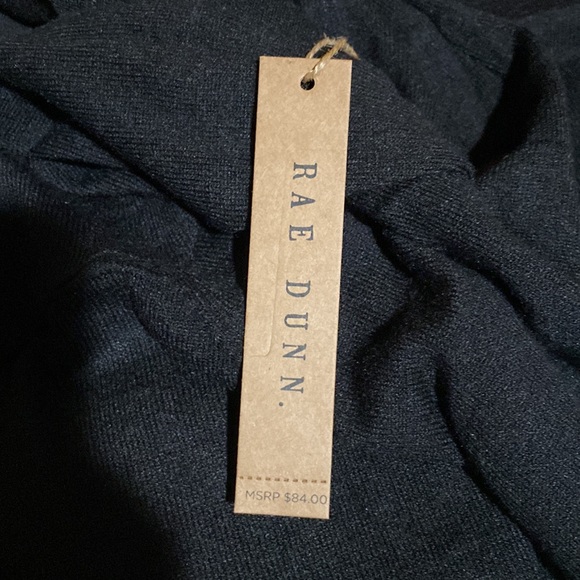 RAE DUNN.
MSRP $84.00